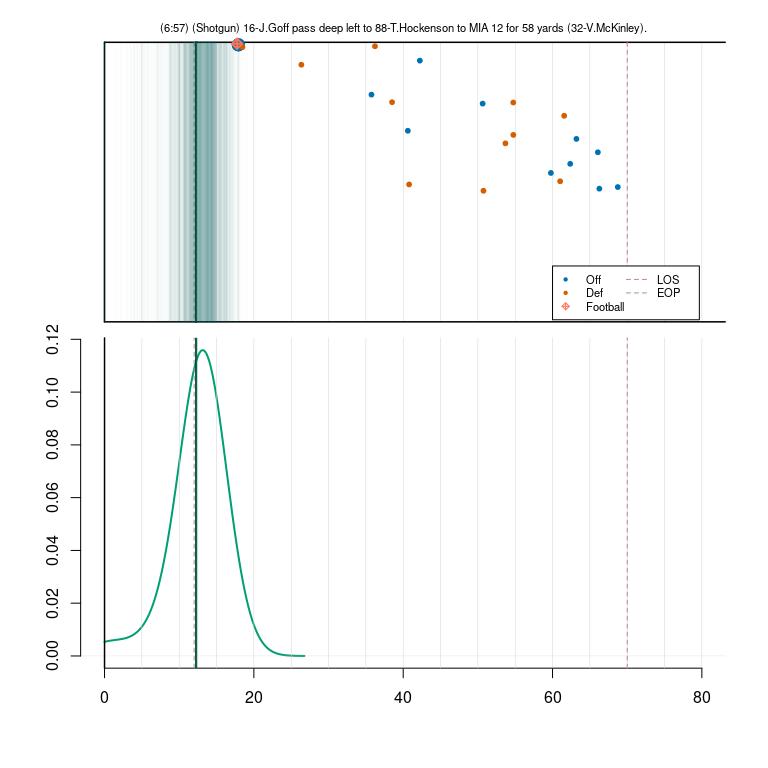 (6:57) (Shotgun) 16-J.Goff pass deep left to 88-T.Hockenson to MIA 12 for 58 yards (32-V.McKinley).
Off LOS
Def EOP
Football
0.12
0.10
0.08
0.06
0.04
0.02
0.00
0 20 40 60 80